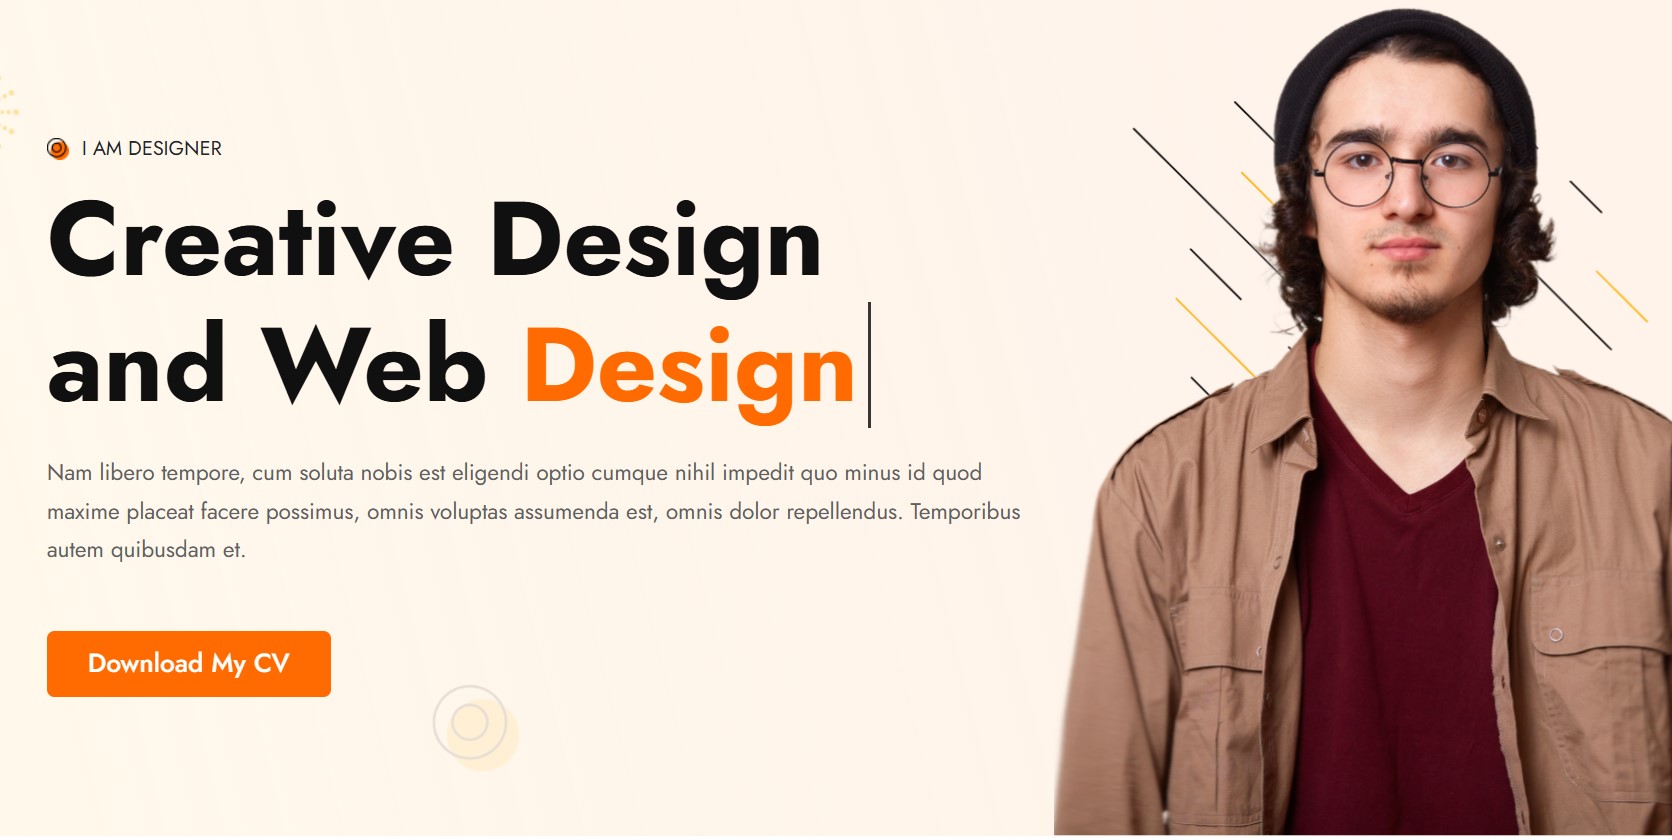 I AM DESIGNER
Creative Design
and Web Design
Nam libero tempore, cum soluta nobis est eligendi optio cumque nihil impedit quo minus id quod
maxime placeat facere possimus, omnis voluptas assumenda est, omnis dolor repellendus. Temporibus
autem quibusdam et.
Download My CV